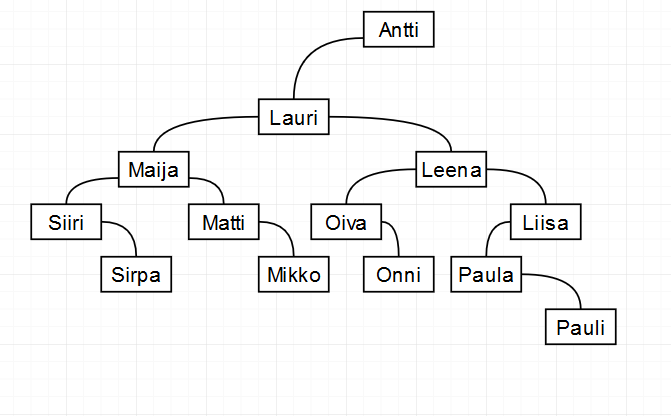 Antti
Lauri
Maija
Leena
Siiri
Matti
Oiva
Liisa
Sirpa
Mikko
Onni
Paula
Pauli